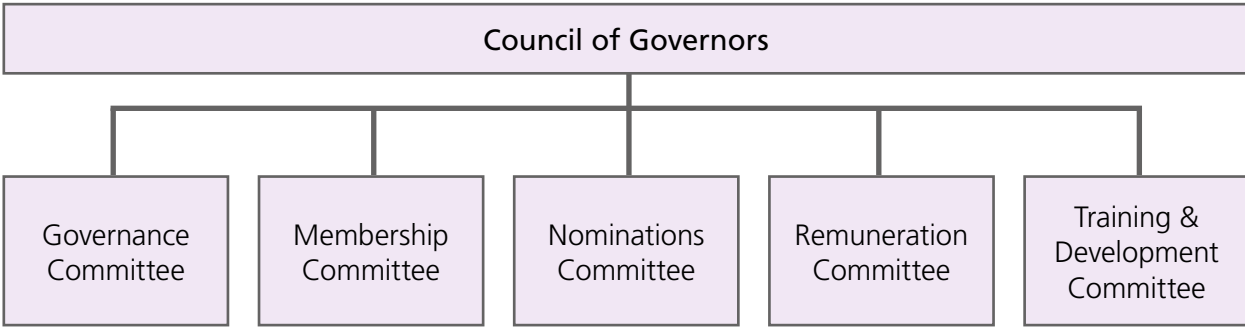 Council of Governors
Governance
Committee
Membership
Committee
Nominations
Committee
Remuneration
Committee
Training &
Development
Committee